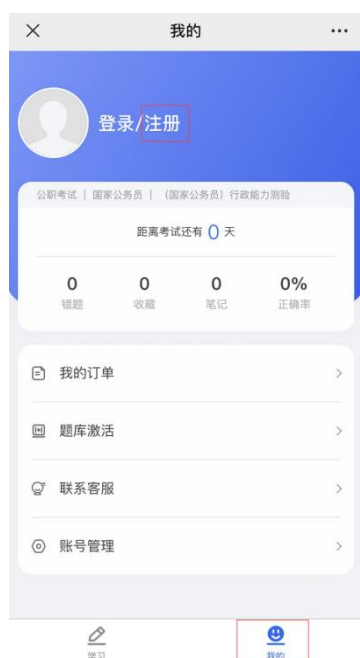 我的
登录/注册
公职考试 | 国家公务员 | （国家公务员）行政能力测验
距离考试还有 0 天
0 0 0 0%
错题 收藏 笔记 正确率
我的订单
题库激活
联系客服
账号管理
学习 我的